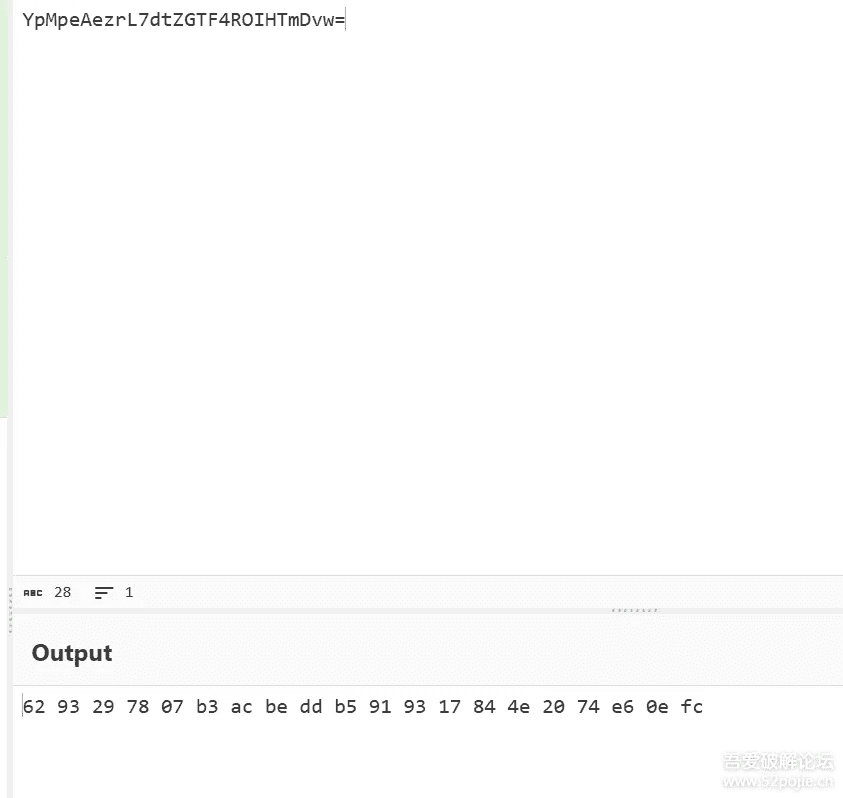 YpMpeAezrL7dtZGTF4ROIHTmDvw=
ABC 28 1
Output
62 93 29 78 07 b3 ac be dd b5 91 93 17 84 4e 20 74 e6 0e fc
吾爱破解论坛
www.52pojie.cn